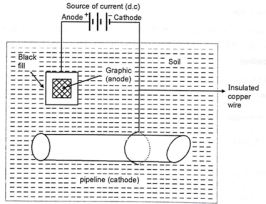 Source of current (d.c)
Anode + - Cathode
Black
fill
Graphic
(anode)
Soil
Insulated
copper
wire
pipeline (cathode)